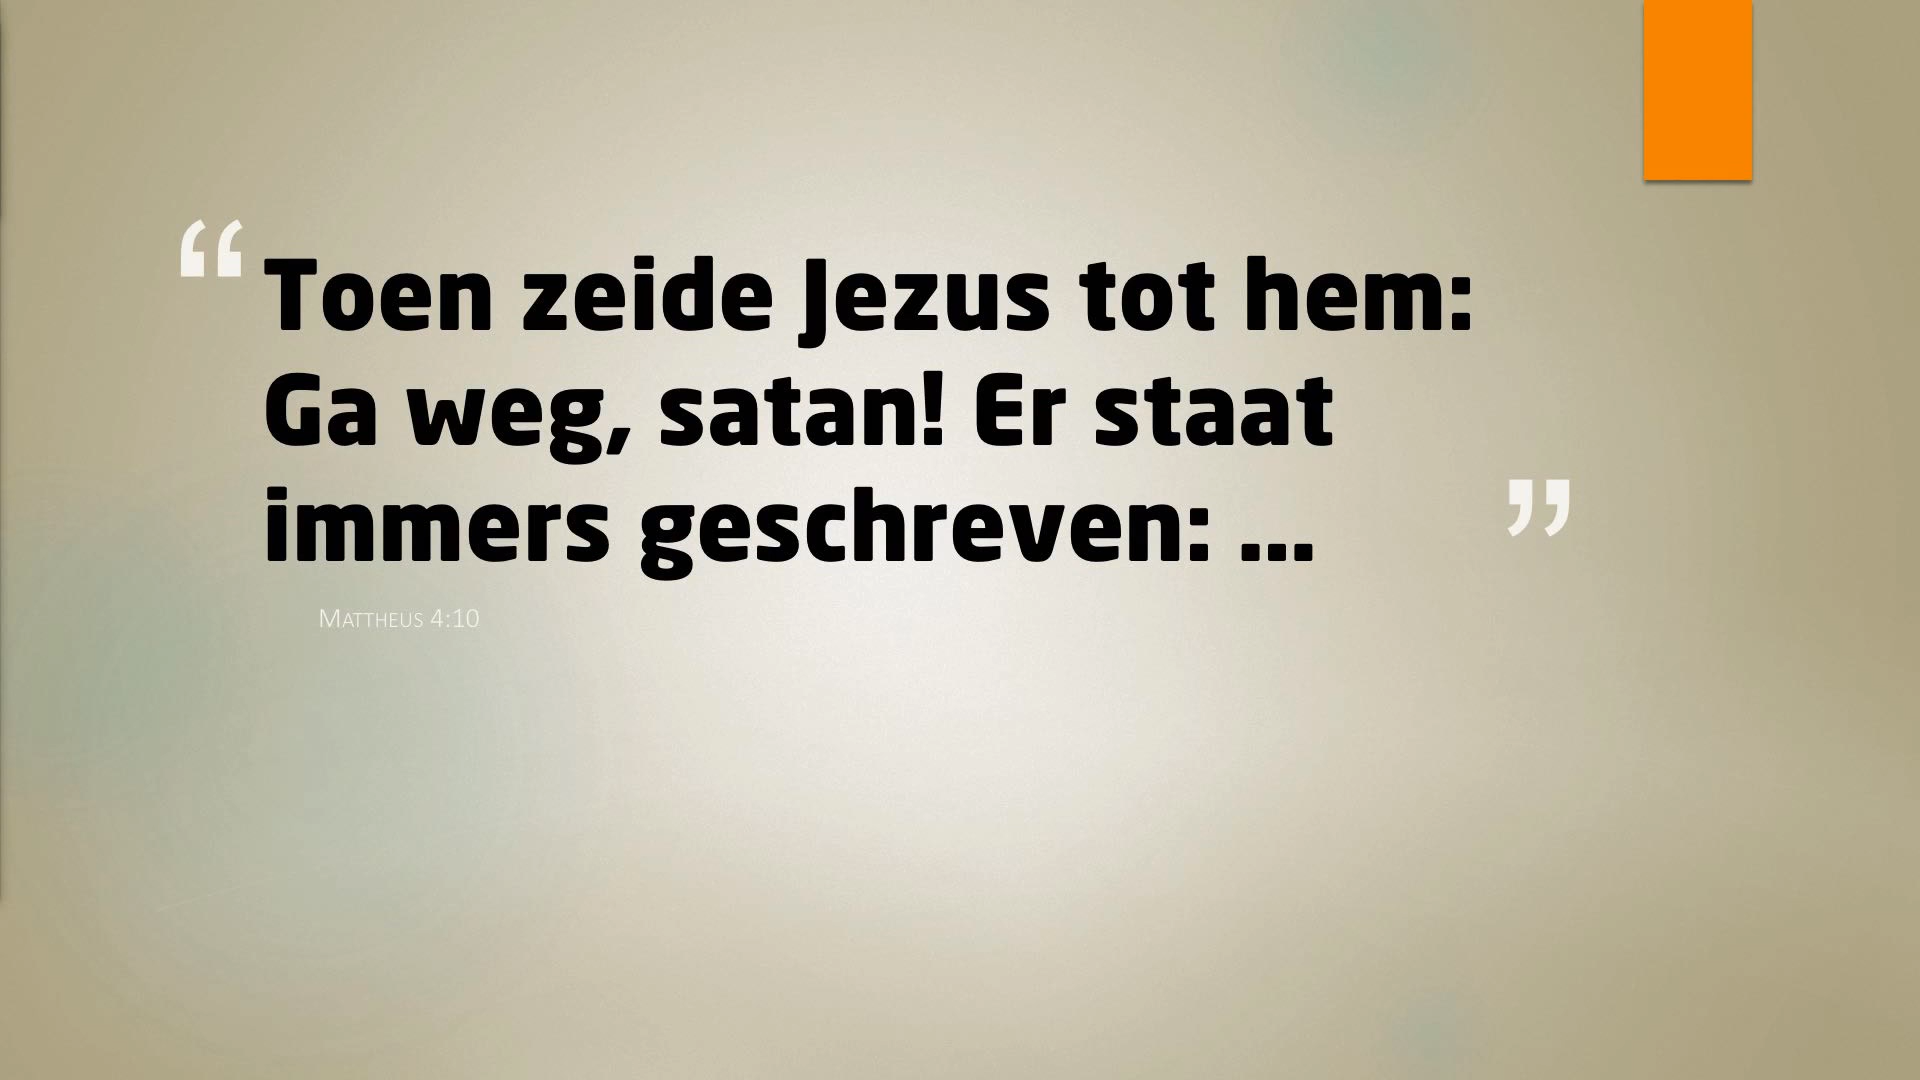 “Toen zeide Jezus tot hem:
Ga weg, satan! Er staat
immers geschreven: ...”
Mattheus 4:10